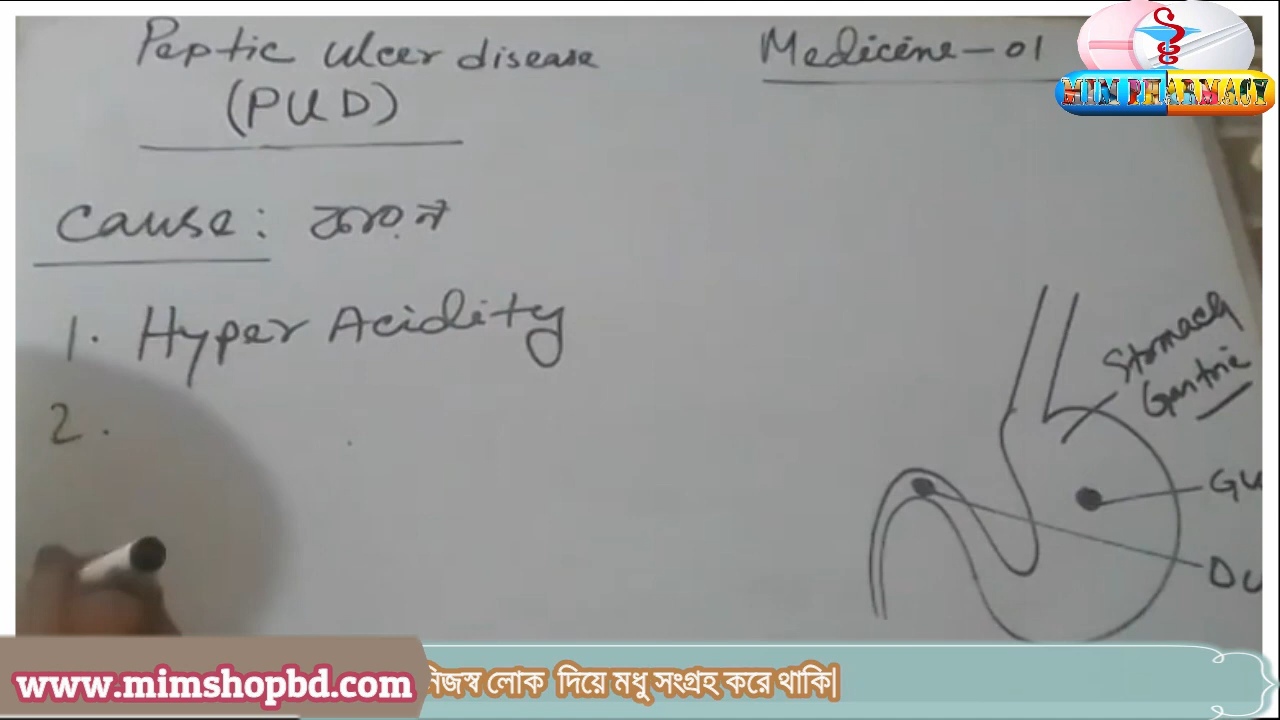 Peptic Ulcer disease
(PUD)
Medicine-01
MIM PHARMACY
Cause: কারণ
1. Hyper Acidity
2.
Stomach
Gastric
GU
DU
www.mimshopbd.com
নিজস্ব লোক দিয়ে মধু সংগ্রহ করে থাকি|